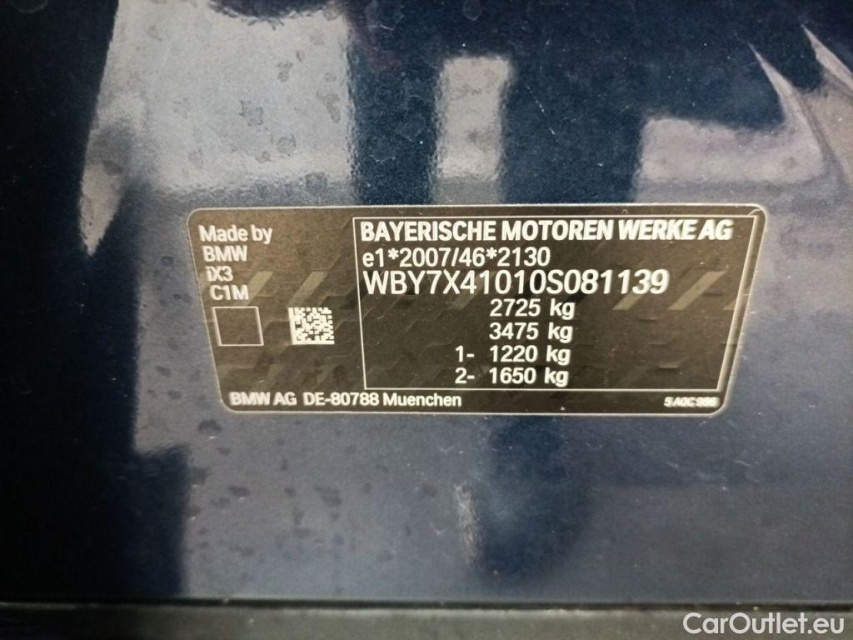 Made by
BMW
iX3
C1M
BAYERISCHE MOTOREN WERKE AG
e1*2007/46*2130
WBY7X41010S081139
2725 kg
3475 kg
1- 1220 kg
2- 1650 kg
BMW AG DE-80788 Muenchen
CarOutlet.eu